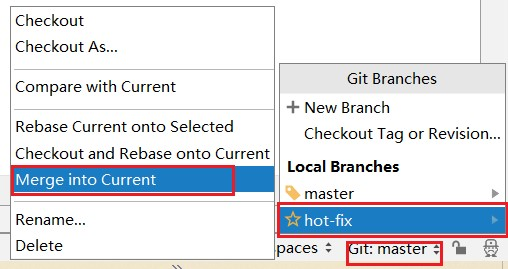 Checkout
Checkout As...
Compare with Current
Rebase Current onto Selected
Checkout and Rebase onto Current
Merge into Current
Rename...
Delete
Git Branches
New Branch
Checkout Tag or Revision...
Local Branches
master
hot-fix
paces
Git: master